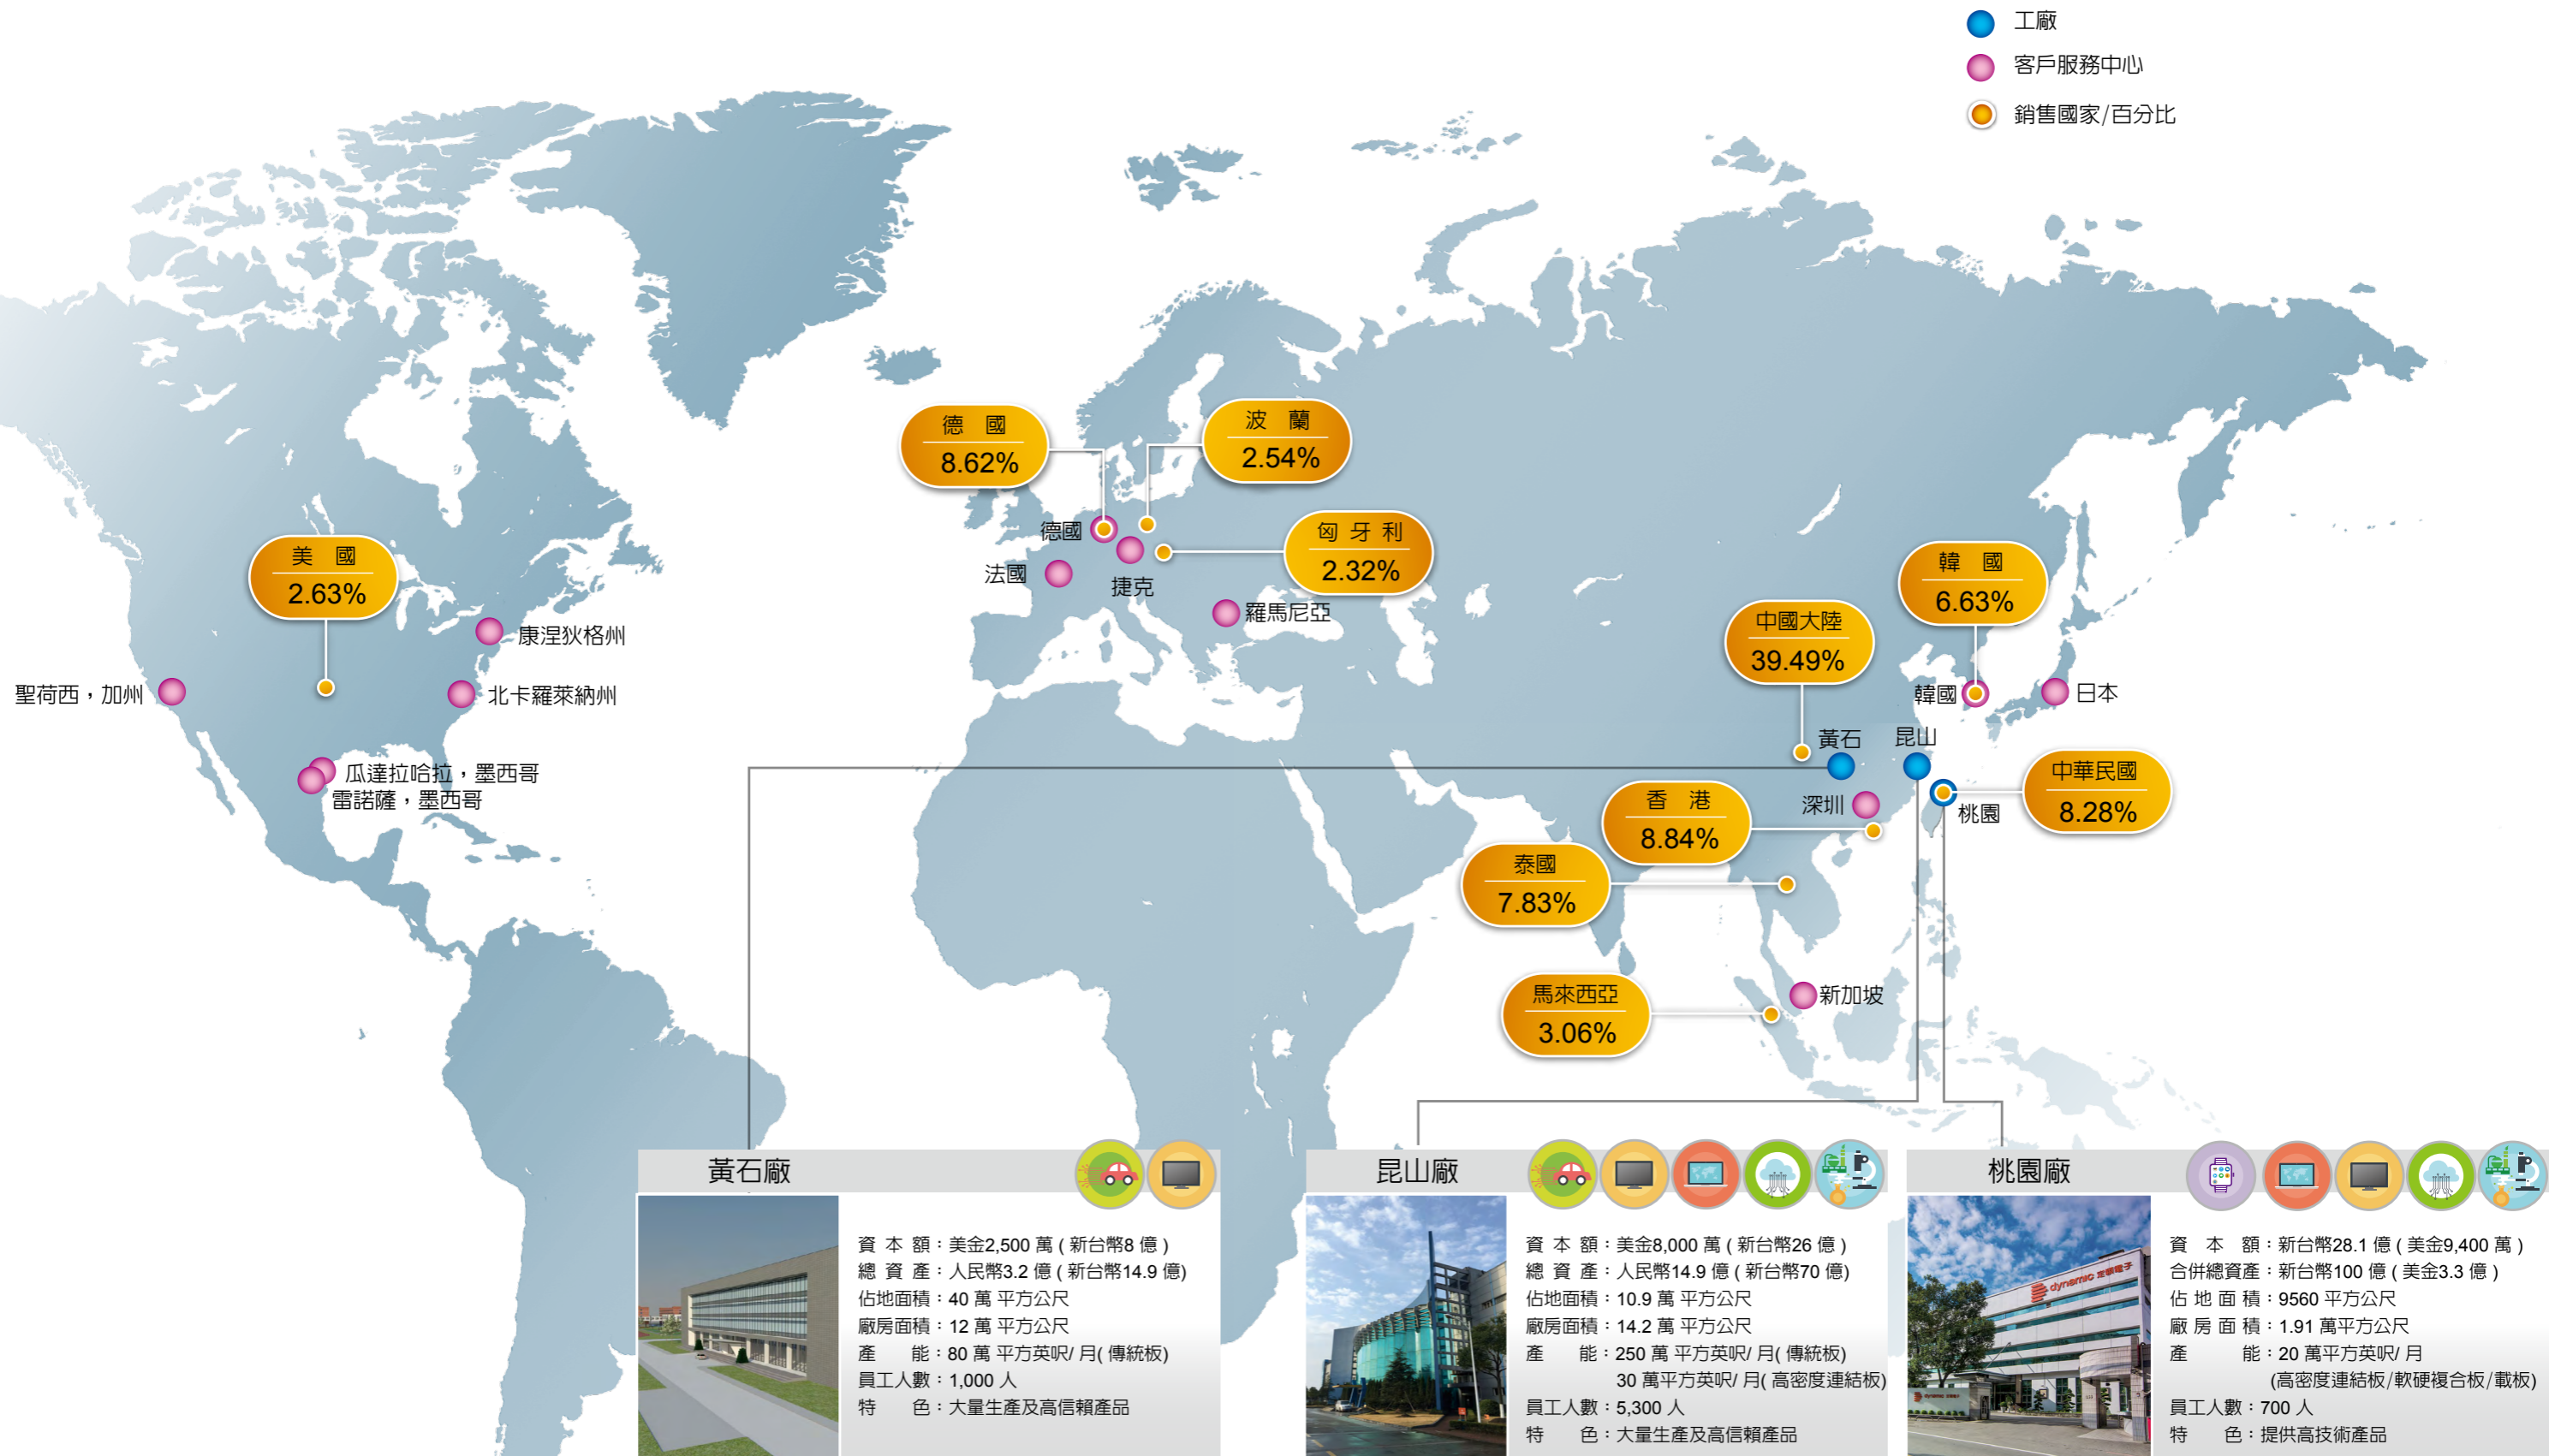 工廠
客戶服務中心
銷售國家/百分比
德 國
8.62%
波 蘭
2.54%
匈 牙 利
2.32%
美 國
2.63%
韓 國
6.63%
中國大陸
39.49%
中華民國
8.28%
香 港
8.84%
泰國
7.83%
馬來西亞
3.06%
德國
法國
捷克
羅馬尼亞
康涅狄格州
聖荷西,加州
北卡羅萊納州
瓜達拉哈拉,墨西哥
雷諾薩,墨西哥
韓國
日本
黃石
昆山
深圳
桃園
新加坡
黃石廠
資 本 額:美金2,500 萬 ( 新台幣8 億 )
總 資 產:人民幣3.2 億 ( 新台幣14.9 億)
佔地面積:40 萬 平方公尺
廠房面積:12 萬 平方公尺
產 能:80 萬 平方英呎/ 月( 傳統板)
員工人數:1,000 人
特 色:大量生產及高信賴產品
昆山廠
資 本 額:美金8,000 萬 ( 新台幣26 億 )
總 資 產:人民幣14.9 億 ( 新台幣70 億)
佔地面積:10.9 萬 平方公尺
廠房面積:14.2 萬 平方公尺
產 能:250 萬 平方英呎/ 月( 傳統板)
30 萬平方英呎/ 月( 高密度連結板)
員工人數:5,300 人
特 色:大量生產及高信賴產品
桃園廠
dynamic 定穎電子
資 本 額:新台幣28.1 億 ( 美金9,400 萬 )
合併總資產:新台幣100 億 ( 美金3.3 億 )
佔 地 面 積:9560 平方公尺
廠 房 面 積:1.91 萬平方公尺
產 能:20 萬平方英呎/ 月
(高密度連結板/軟硬複合板/載板)
員工人數:700 人
特 色:提供高技術產品